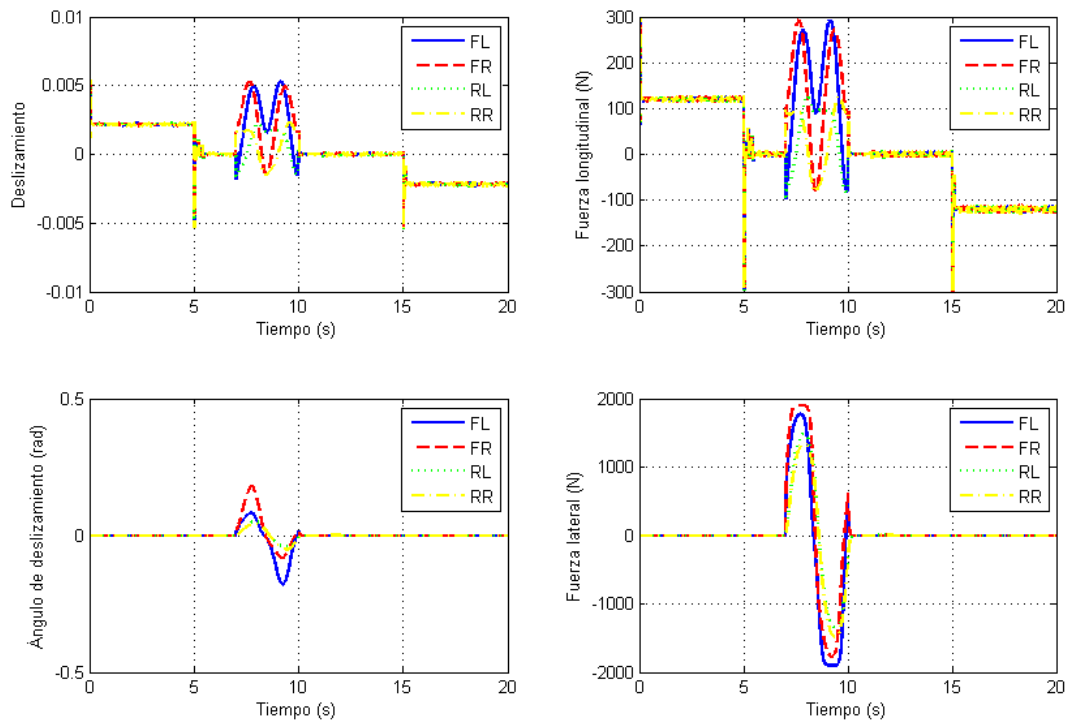 0.01
0.005
0
-0.005
-0.01
Deslizamiento
0
5
10
15
20
Tiempo (s)
FL
FR
RL
RR
300
200
100
0
-100
-200
-300
Fuerza longitudinal (N)
0
5
10
15
20
Tiempo (s)
FL
FR
RL
RR
0.5
0
-0.5
Ángulo de deslizamiento (rad)
0
5
10
15
20
Tiempo (s)
FL
FR
RL
RR
2000
1000
0
-1000
-2000
Fuerza lateral (N)
0
5
10
15
20
Tiempo (s)
FL
FR
RL
RR